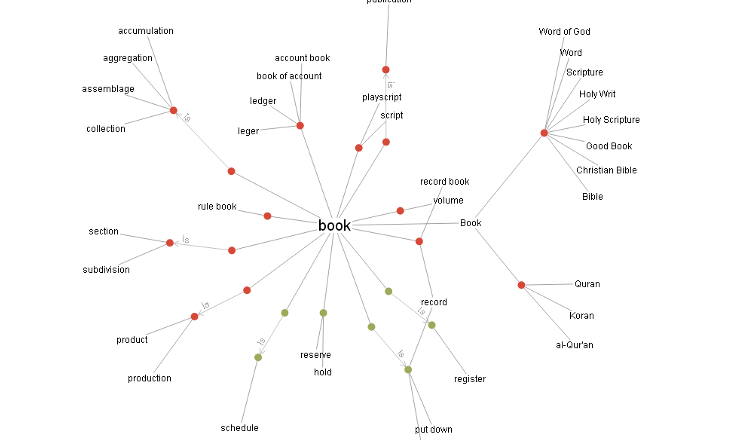 publication
accumulation
Word of God
Word
aggregation
account book
book of account
Scripture
assemblage
is
Holy Writ
ledger
playscript
collection
is
script
Holy Scripture
leger
Good Book
Christian Bible
record book
Bible
volume
rule book
book
Book
section
is
subdivision
Quran
is
record
is
Koran
product
is
al-Qur'an
reserve
is
hold
production
register
schedule
put down